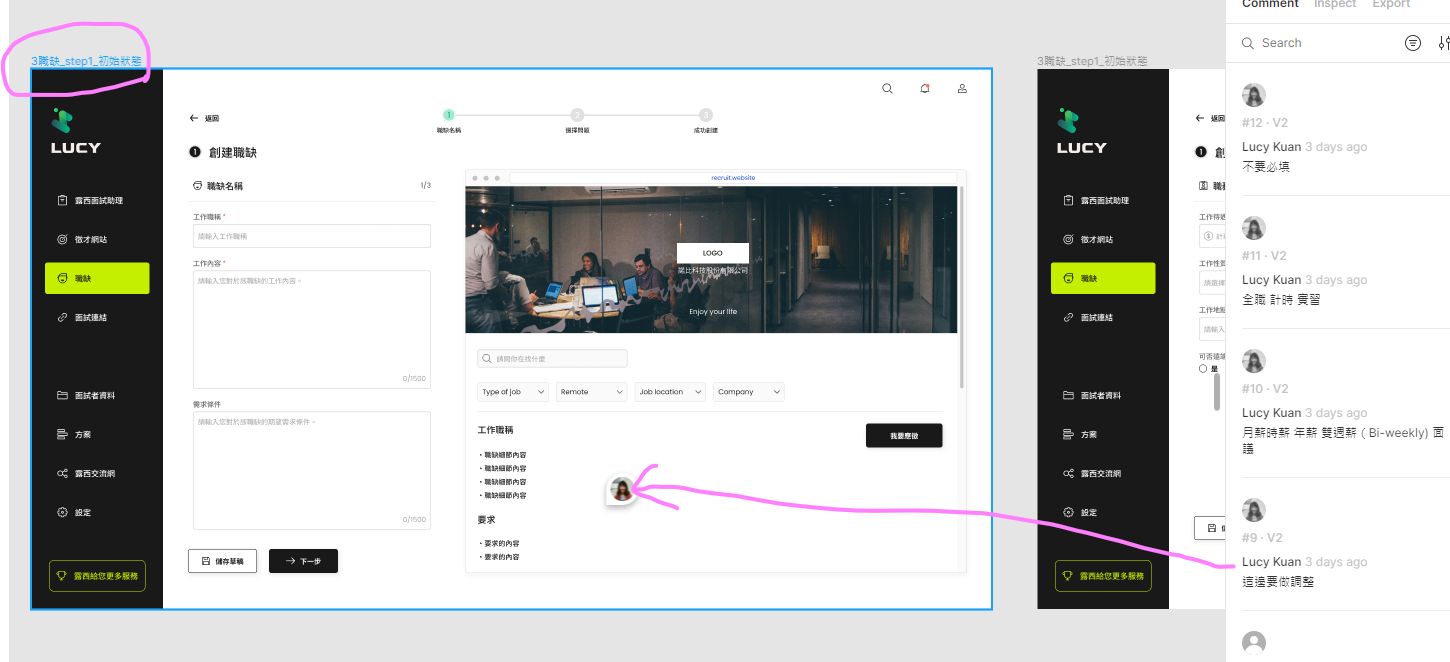 Comment Inspect Export
Search
3職缺_step1_初始狀態
LUCY
露西面試助理
徵才網站
職缺
面試連結
面試者資料
方案
露西交流網
設定
露西給您更多服務
返回
1 2 3
職缺名稱 選擇問題 成功創建
1 創建職缺
職缺名稱 1/3
工作職稱 *
請輸入工作職稱
工作內容 *
請輸入您對於該職缺的工作內容。
0/1500
需求條件
請輸入您對於該職缺的期望需求條件。
0/1500
儲存草稿
下一步
recruit.website
LOGO
諾比科技股份有限公司
Enjoy your life
請問你在找什麼
Type of job Remote Job location Company
工作職稱
我要應徵
・職缺細節內容
・職缺細節內容
・職缺細節內容
・職缺細節內容
要求
・要求的內容
・要求的內容
3職缺_step1_初始狀態
LUCY
露西面試助理
徵才網站
職缺
面試連結
面試者資料
方案
露西交流網
設定
露西給您更多服務
返回
1 創
職
工作待
工作性質
請選擇
工作地
請輸入
可否遠端
是
#12 · V2
Lucy Kuan 3 days ago
不要必填
#11 · V2
Lucy Kuan 3 days ago
全職 計時 實習
#10 · V2
Lucy Kuan 3 days ago
月薪時薪 年薪 雙週薪（Bi-weekly) 面
議
#9 · V2
Lucy Kuan 3 days ago
這邊要做調整